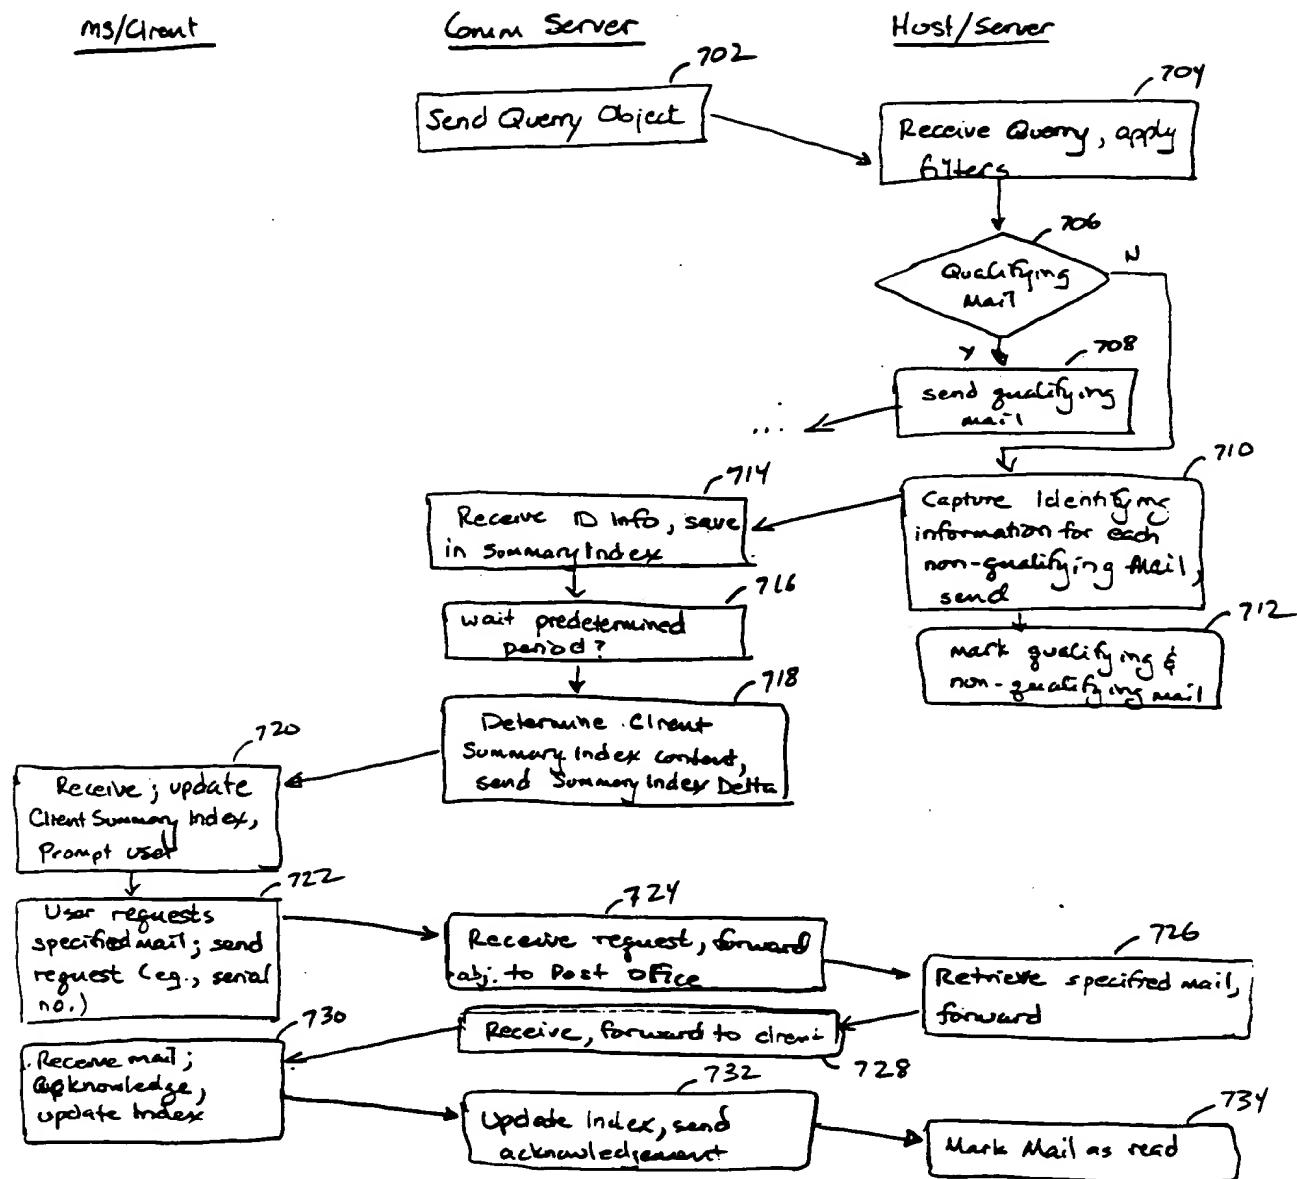 MS/Client
Comm Server
Host/Server
702
Send Query Object
704
Receive Query, apply
filters
706
Qualifying
Mail
N
Y
708
send qualifying
mail
...
710
Capture Identifying
information for each
non-qualifying Mail,
send
712
mark qualifying &
non-qualifying mail
714
Receive ID Info, save
in Summary Index
716
wait predetermined
period?
718
Determine Client
Summary Index content,
send Summary Index Delta
720
Receive; update
Client Summary Index,
Prompt user
722
User requests
specified mail; send
request (eg., serial
no.)
724
Receive request, forward
obj. to Post Office
726
Retrieve specified mail,
forward
Receive, forward to client
728
730
Receive mail;
acknowledge,
update Index
732
Update Index, send
acknowledgement
734
Mark Mail as read